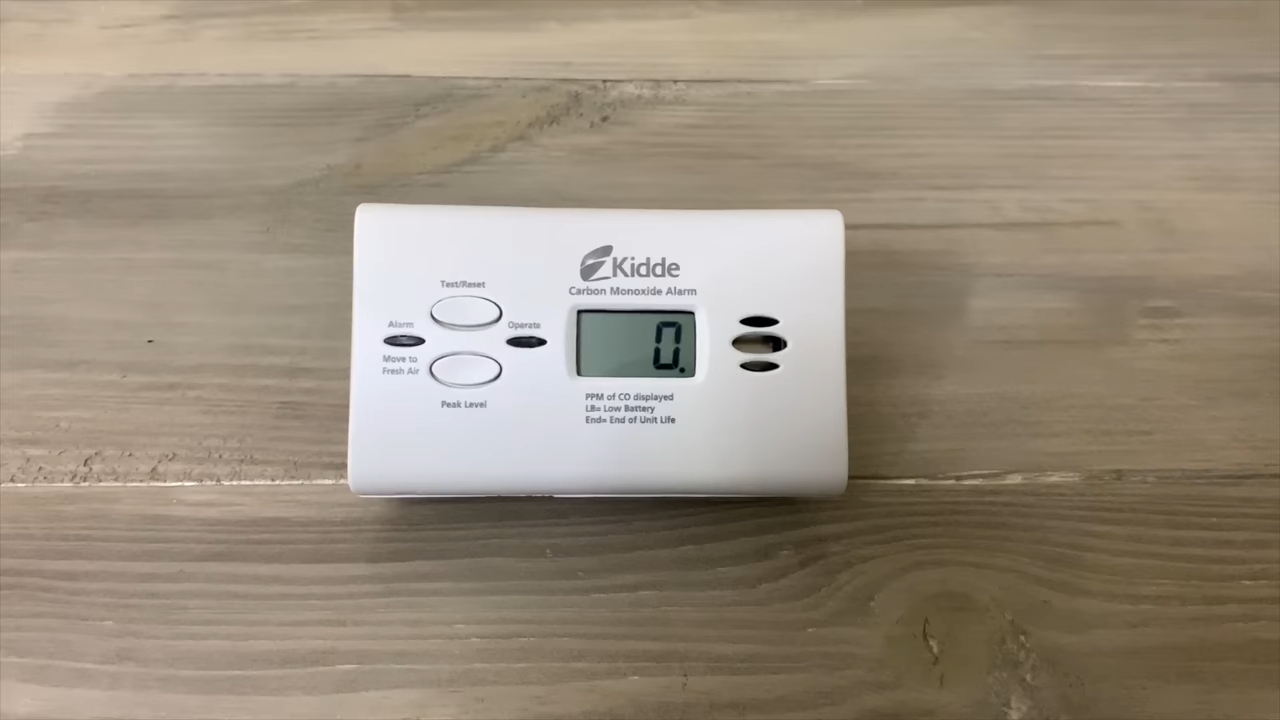 Kidde
Carbon Monoxide Alarm
Test/Reset
Alarm
Operate
Move to
Fresh Air
Peak Level
0.
PPM of CO displayed
LB= Low Battery
End= End of Unit Life